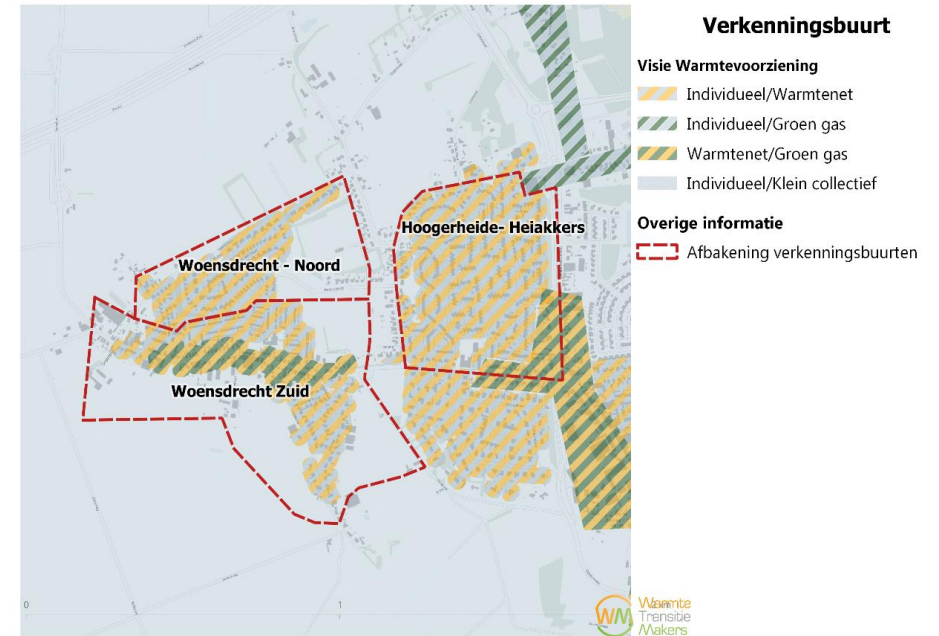 Verkenningsbuurt
Visie Warmtevoorziening
Individueel/Warmtenet
Individueel/Groen gas
Warmtenet/Groen gas
Individueel/Klein collectief
Overige informatie
Afbakening verkenningsbuurten
Hoogerheide- Heiakkers
Woensdrecht - Noord
Woensdrecht Zuid
0
1
WM
Warmte
Transitie
Makers